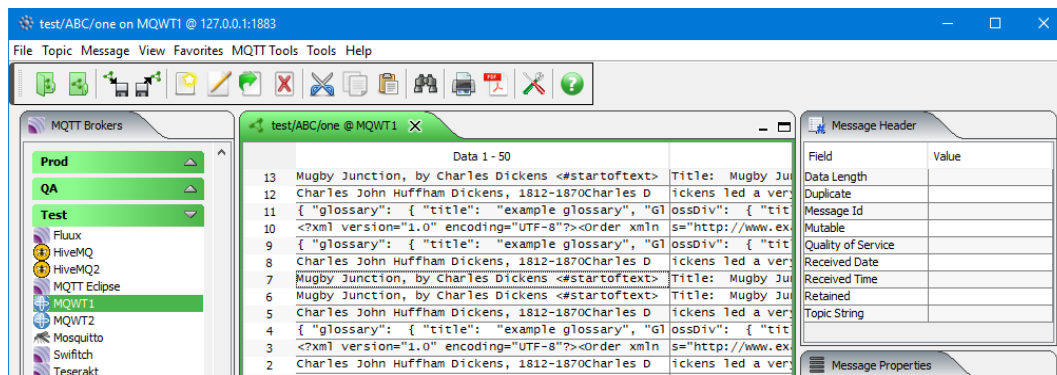 test/ABC/one on MQWT1 @ 127.0.0.1:1883
File Topic Message View Favorites MQTT Tools Tools Help
PDF
MQTT Brokers
Prod
QA
Test
Fluux
HiveMQ
HiveMQ2
MQTT Eclipse
MQWT1
MQWT2
Mosquitto
Swifitch
Teserakt
test/ABC/one @ MQWT1
Data 1 - 50
13 Mugby Junction, by Charles Dickens <#startoftext> Title: Mugby Jun
12 Charles John Huffham Dickens, 1812-1870Charles D ickens led a very
11 { "glossary": { "title": "example glossary", "Gl ossDiv": { "tit
10 <?xml version="1.0" encoding="UTF-8"?><Order xmln s="http://www.ex
9 { "glossary": { "title": "example glossary", "Gl ossDiv": { "tit
8 Charles John Huffham Dickens, 1812-1870Charles D ickens led a very
7 Mugby Junction, by Charles Dickens <#startoftext> Title: Mugby Jun
6 Mugby Junction, by Charles Dickens <#startoftext> Title: Mugby Jun
5 Charles John Huffham Dickens, 1812-1870Charles D ickens led a very
4 { "glossary": { "title": "example glossary", "Gl ossDiv": { "tit
3 <?xml version="1.0" encoding="UTF-8"?><Order xmln s="http://www.ex
2 Charles John Huffham Dickens, 1812-1870Charles D ickens led a very
Message Header
Field Value
Data Length
Duplicate
Message Id
Mutable
Quality of Service
Received Date
Received Time
Retained
Topic String
Message Properties